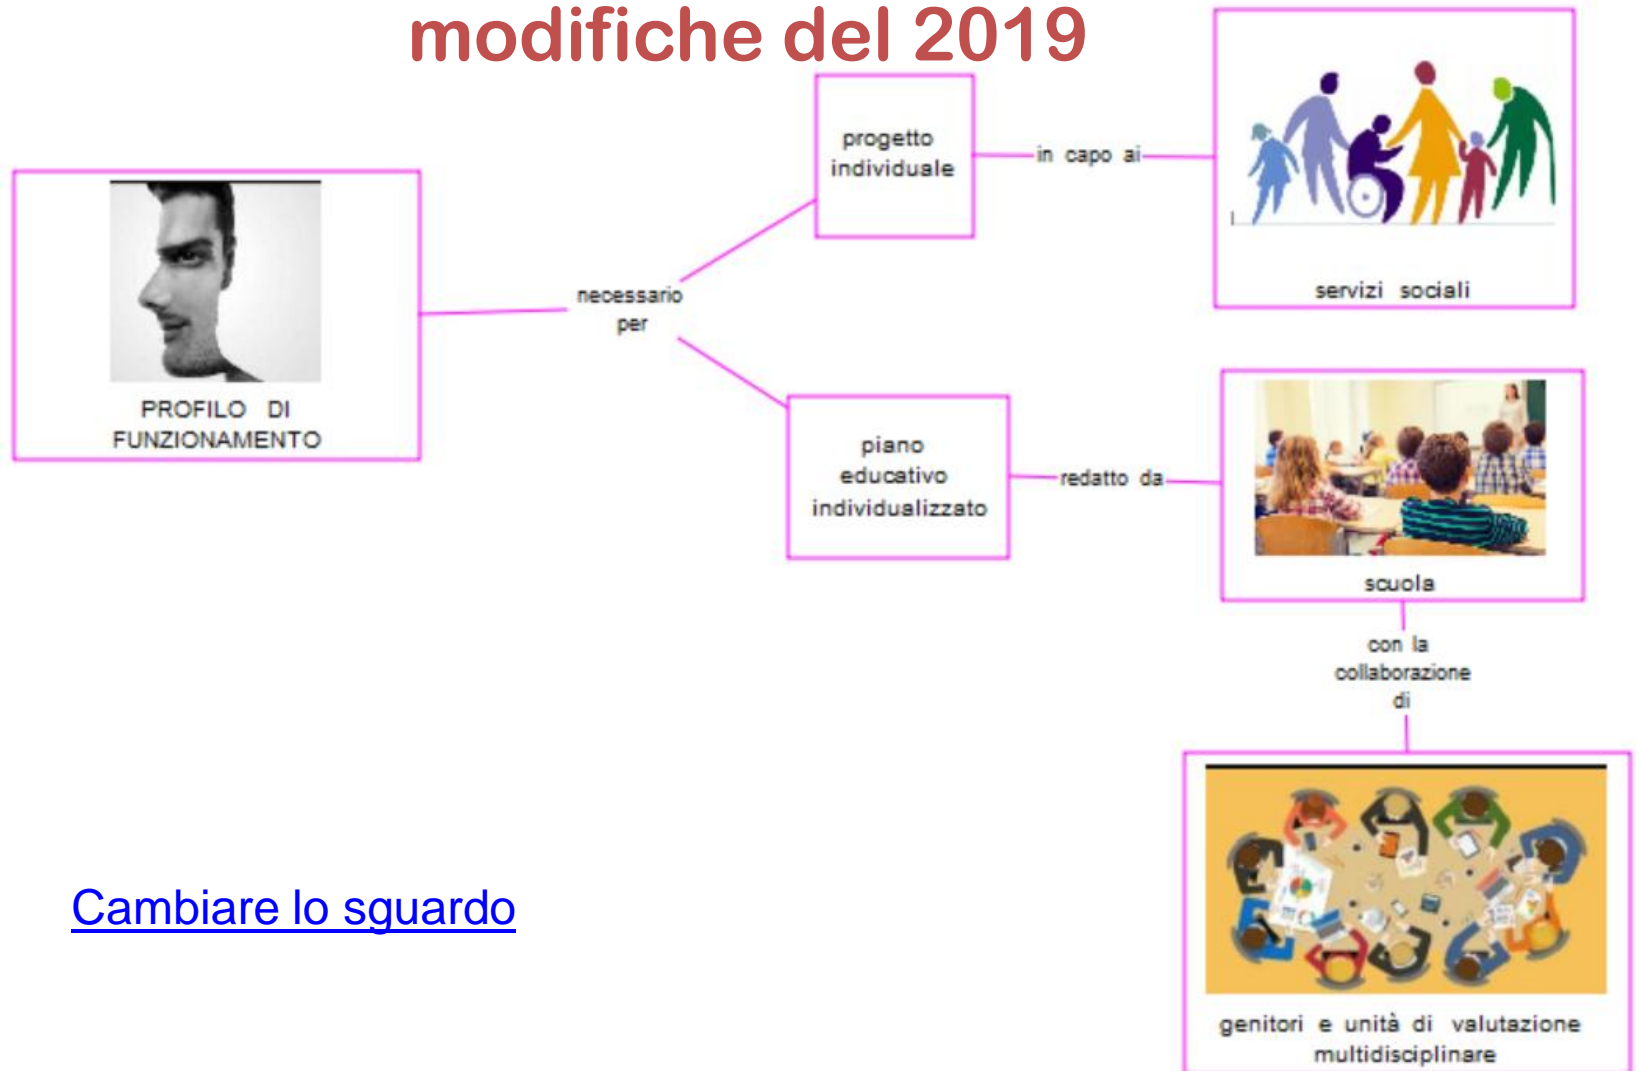 modifiche del 2019
PROFILO DI
FUNZIONAMENTO
necessario
per
progetto
individuale
in capo ai
servizi sociali
piano
educativo
individualizzato
redatto da
scuola
con la
collaborazione
di
genitori e unità di valutazione
multidisciplinare
Cambiare lo sguardo